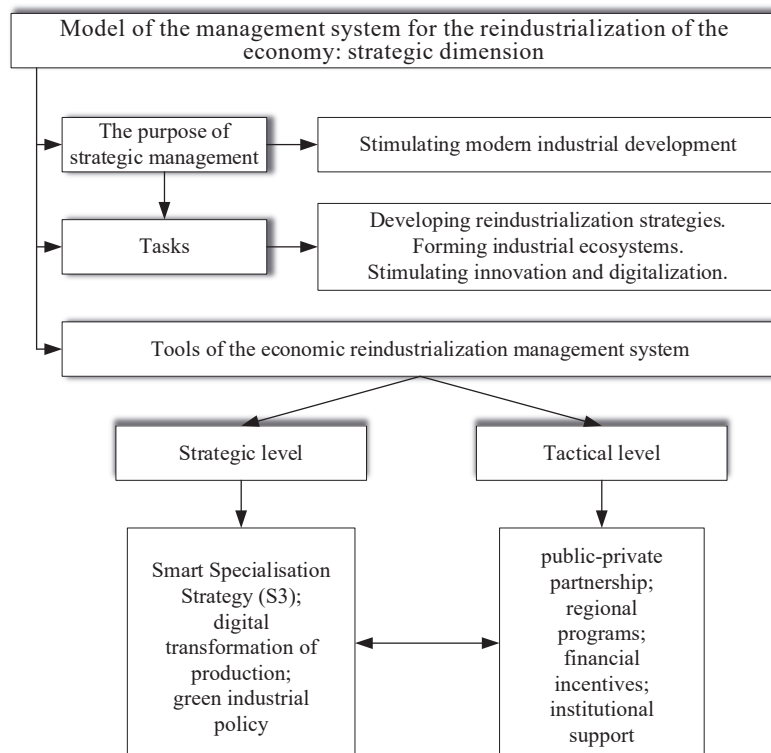 Model of the management system for the reindustrialization of the
economy: strategic dimension
The purpose of
strategic management
Stimulating modern industrial development
Tasks
Developing reindustrialization strategies.
Forming industrial ecosystems.
Stimulating innovation and digitalization.
Tools of the economic reindustrialization management system
Strategic level
Tactical level
Smart Specialisation
Strategy (S3);
digital
transformation of
production;
green industrial
policy
public-private
partnership;
regional
programs;
financial
incentives;
institutional
support